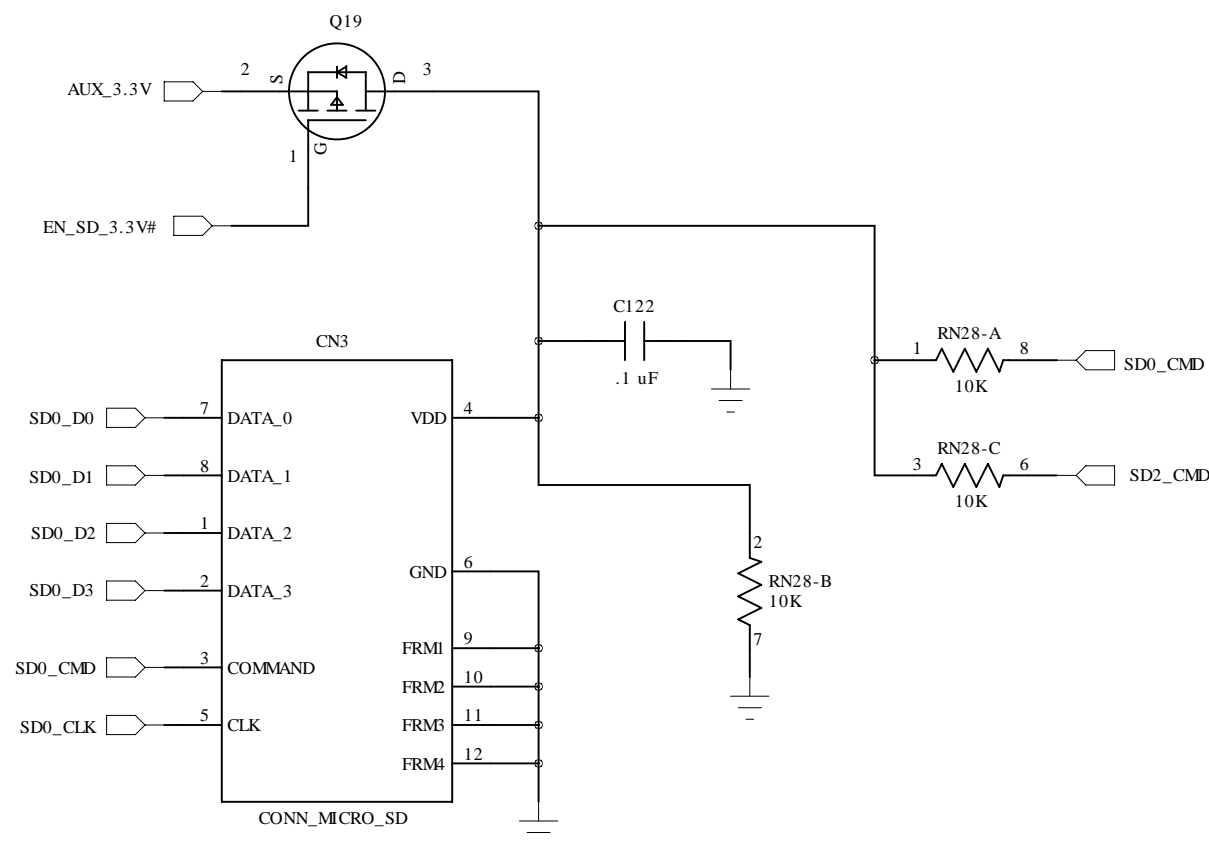 Q19
AUX_3.3V
2
S
D
3
1
G
EN_SD_3.3V#
C122
.1 uF
RN28-A
1
8
10K
SD0_CMD
RN28-C
3
6
10K
SD2_CMD
CN3
SD0_D0
7
DATA_0
VDD
4
SD0_D1
8
DATA_1
SD0_D2
1
DATA_2
2
RN28-B
10K
7
GND
6
SD0_D3
2
DATA_3
FRM1
9
SD0_CMD
3
COMMAND
FRM2
10
SD0_CLK
5
CLK
FRM3
11
FRM4
12
CONN_MICRO_SD